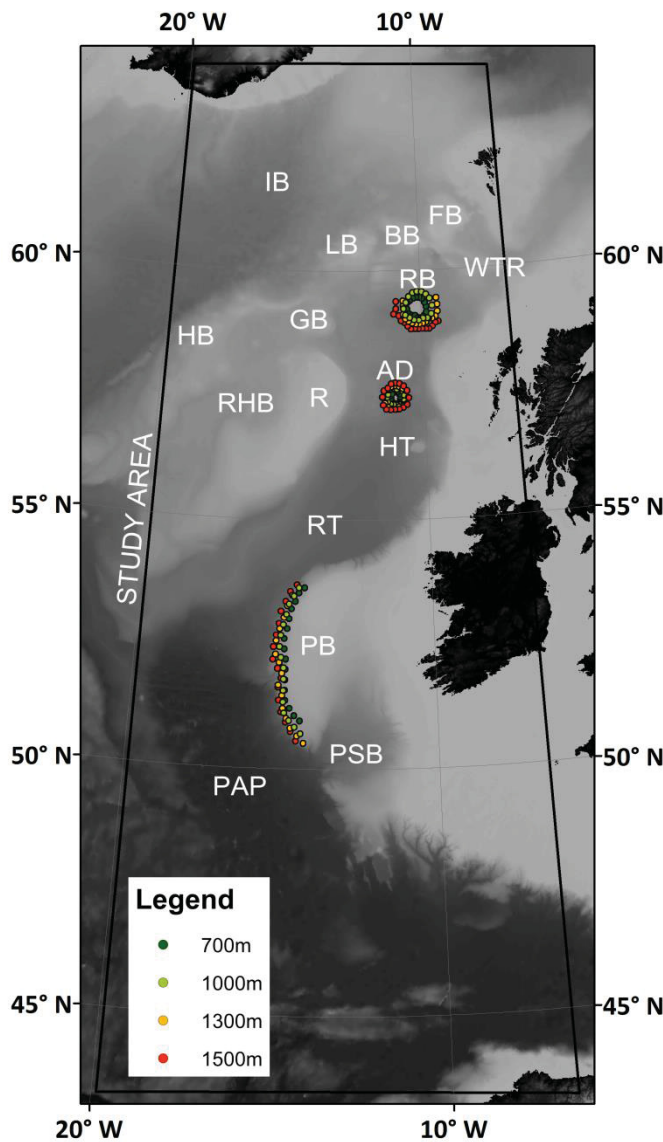 20° W 10° W
IB
FB
BB
LB
60° N 60° N
WTR
RB
GB
HB
AD
RHB R
HT
55° N 55° N
RT
STUDY AREA
PB
50° N PSB 50° N
PAP
Legend
700m
1000m
45° N 45° N
1300m
1500m
20° W 10° W